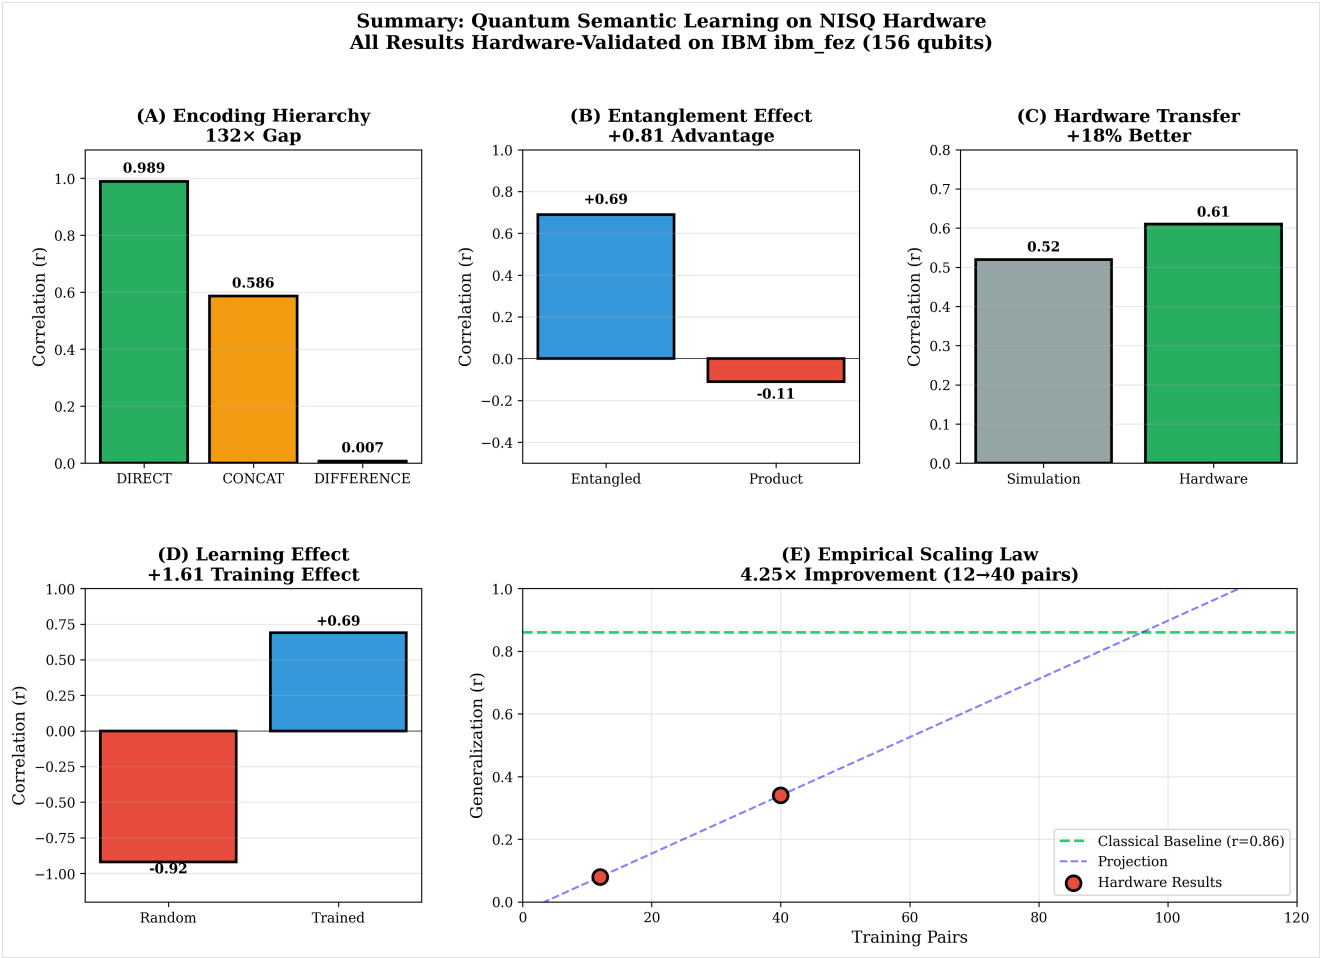 Summary: Quantum Semantic Learning on NISQ Hardware
All Results Hardware-Validated on IBM ibm_fez (156 qubits)
(A) Encoding Hierarchy
132× Gap
Correlation (r)
1.0
0.8
0.6
0.4
0.2
0.0
0.989
0.586
0.007
DIRECT
CONCAT
DIFFERENCE
(B) Entanglement Effect
+0.81 Advantage
Correlation (r)
1.0
0.8
0.6
0.4
0.2
0.0
−0.2
−0.4
+0.69
-0.11
Entangled
Product
(C) Hardware Transfer
+18% Better
Correlation (r)
0.8
0.7
0.6
0.5
0.4
0.3
0.2
0.1
0.0
0.52
0.61
Simulation
Hardware
(D) Learning Effect
+1.61 Training Effect
Correlation (r)
1.00
0.75
0.50
0.25
0.00
−0.25
−0.50
−0.75
−1.00
+0.69
-0.92
Random
Trained
(E) Empirical Scaling Law
4.25× Improvement (12→40 pairs)
Generalization (r)
1.0
0.8
0.6
0.4
0.2
0.0
Classical Baseline (r=0.86)
Projection
Hardware Results
0
20
40
60
80
100
120
Training Pairs